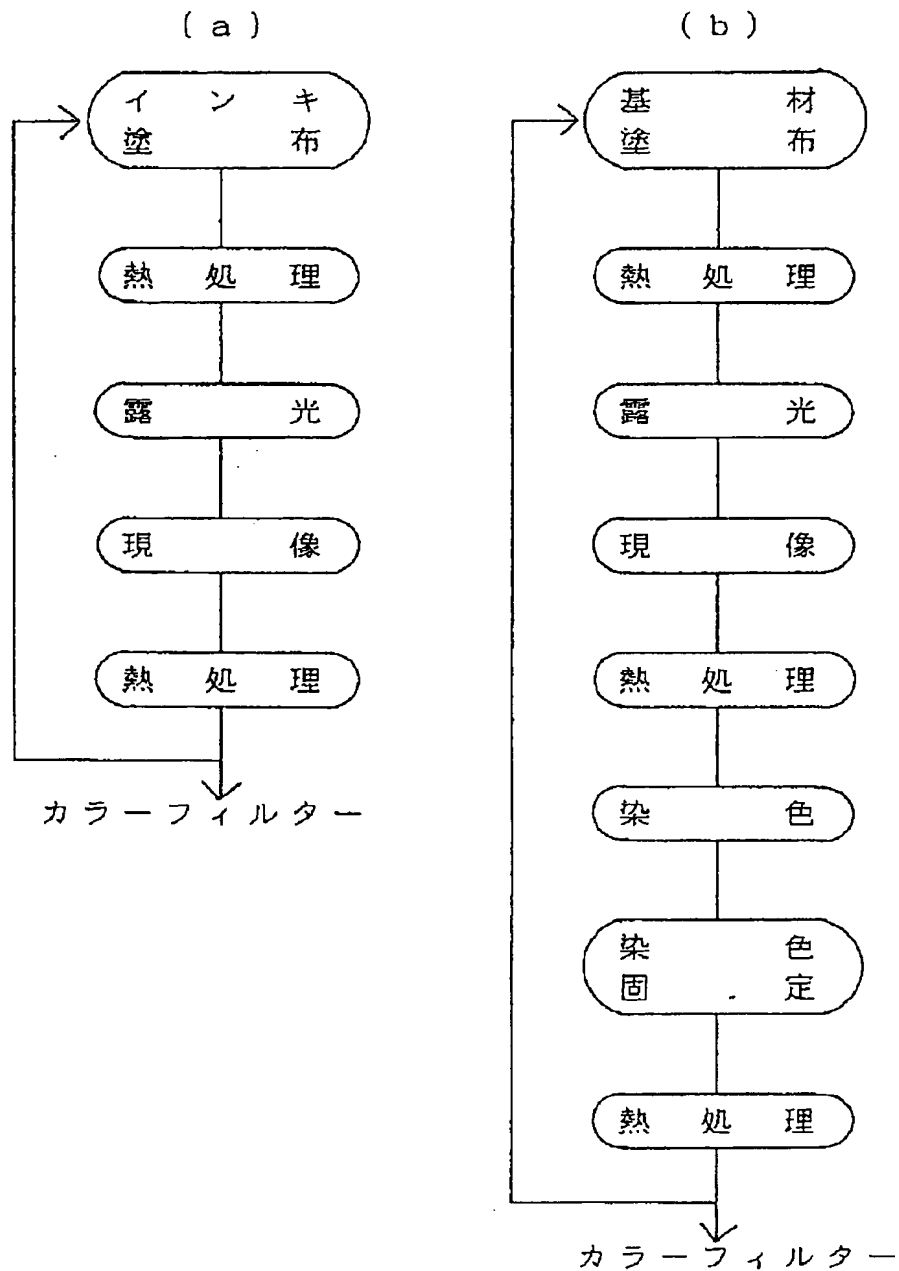 (a)
インキ
塗布
熱処理
露光
現像
熱処理
カラーフィルター
(b)
基材
塗布
熱処理
露光
現像
熱処理
染色
染色
固定
熱処理
カラーフィルター